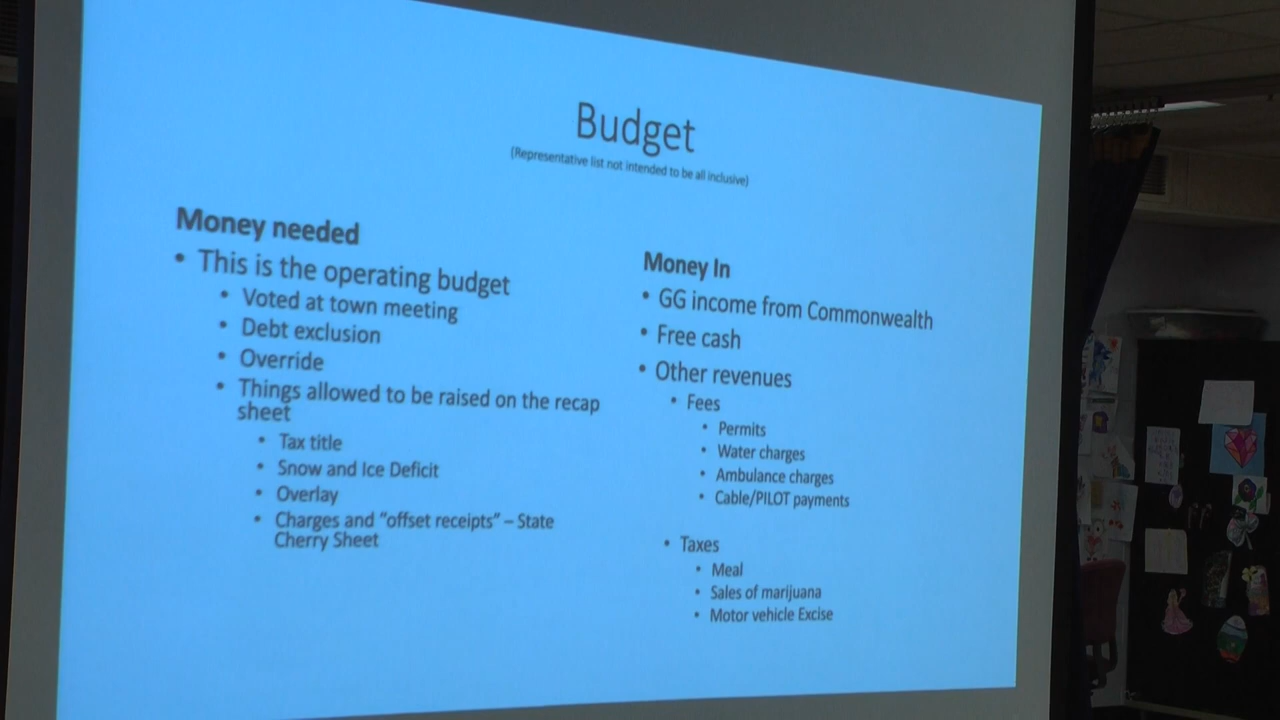 Budget
(Representative list not intended to be all inclusive)
Money needed
• This is the operating budget
• Voted at town meeting
• Debt exclusion
• Override
• Things allowed to be raised on the recap
sheet
• Tax title
• Snow and Ice Deficit
• Overlay
• Charges and “offset receipts” – State
Cherry Sheet
Money In
• GG income from Commonwealth
• Free cash
• Other revenues
• Fees
• Permits
• Water charges
• Ambulance charges
• Cable/PILOT payments
• Taxes
• Meal
• Sales of marijuana
• Motor vehicle Excise